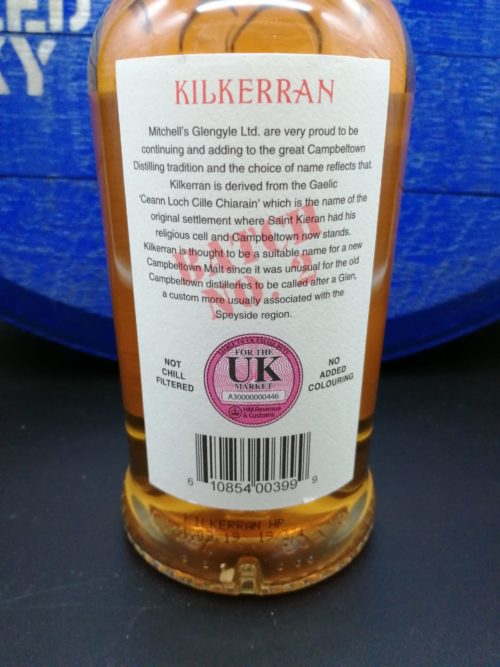 KY
KILKERRAN
Mitchell's Glengyle Ltd. are very proud to be
continuing and adding to the great Campbeltown
Distilling tradition and the choice of name reflects that.
Kilkerran is derived from the Gaelic
'Ceann Loch Cille Chiarain' which is the name of the
original settlement where Saint Kieran had his
religious cell and Campbeltown now stands.
Kilkerran is thought to be a suitable name for a new
Campbeltown Malt since it was unusual for the old
Campbeltown distilleries to be called after a Glen,
a custom more usually associated with the
Speyside region.
BATCH
NO. 2
NOT
CHILL
FILTERED
FOR THE
UK
MARKET
A30000000446
HM Revenue
& Customs
NO
ADDED
COLOURING
6 10854 00399 9
KILKERRAN HP